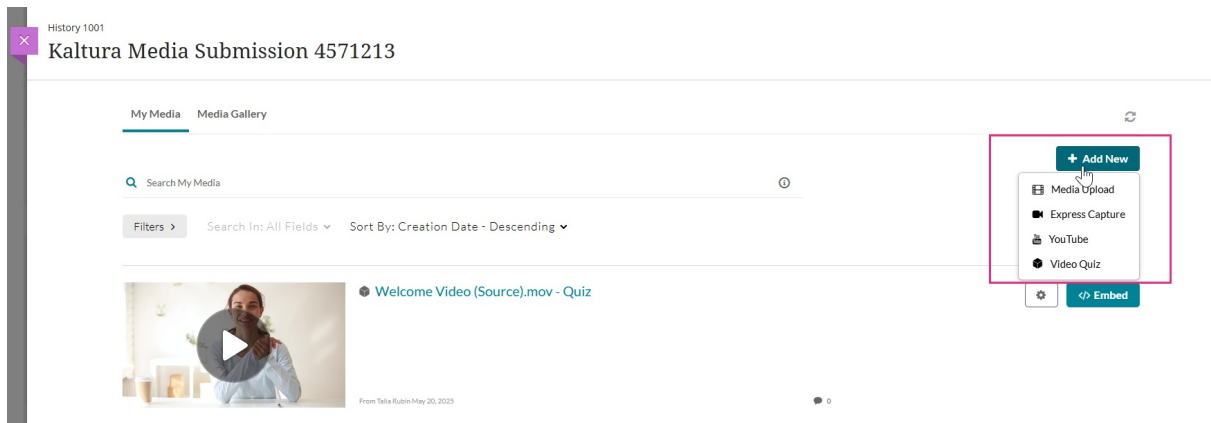 History 1001
Kaltura Media Submission 4571213
My Media Media Gallery
+ Add New
Search My Media
Media Upload
Express Capture
YouTube
Video Quiz
Filters > Search In: All Fields Sort By: Creation Date - Descending
Welcome Video (Source).mov - Quiz
</> Embed
From Talia Rubin May 20, 2025
0